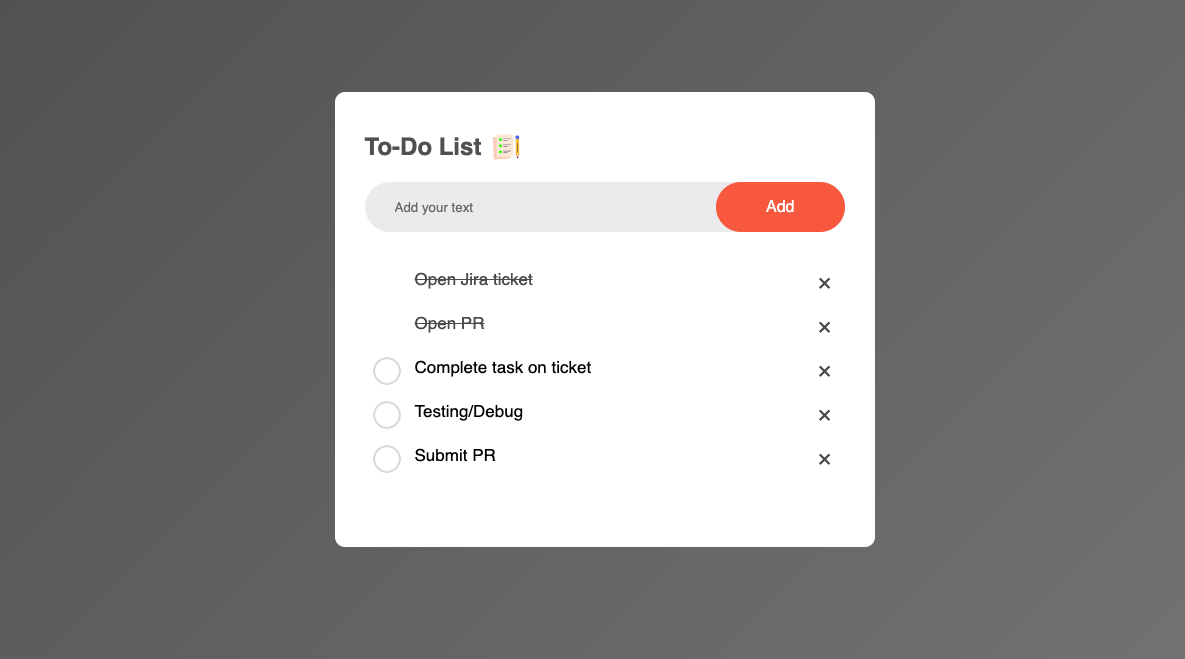 To-Do List
Add your text
Add
Open Jira ticket
Open PR
Complete task on ticket
Testing/Debug
Submit PR